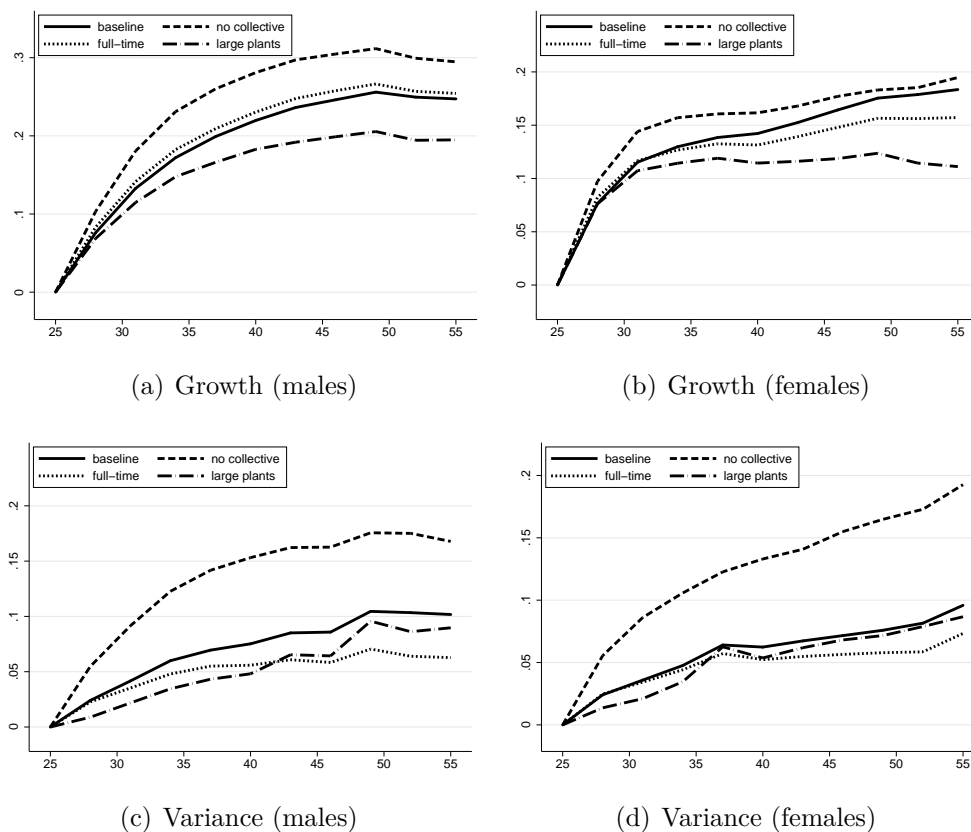 baseline no collective
full−time large plants
.3
.2
.1
0
25 30 35 40 45 50 55
(a) Growth (males)
baseline no collective
full−time large plants
.2
.15
.1
.05
0
25 30 35 40 45 50 55
(b) Growth (females)
baseline no collective
full−time large plants
.2
.15
.1
.05
0
25 30 35 40 45 50 55
(c) Variance (males)
baseline no collective
full−time large plants
.2
.15
.1
.05
0
25 30 35 40 45 50 55
(d) Variance (females)